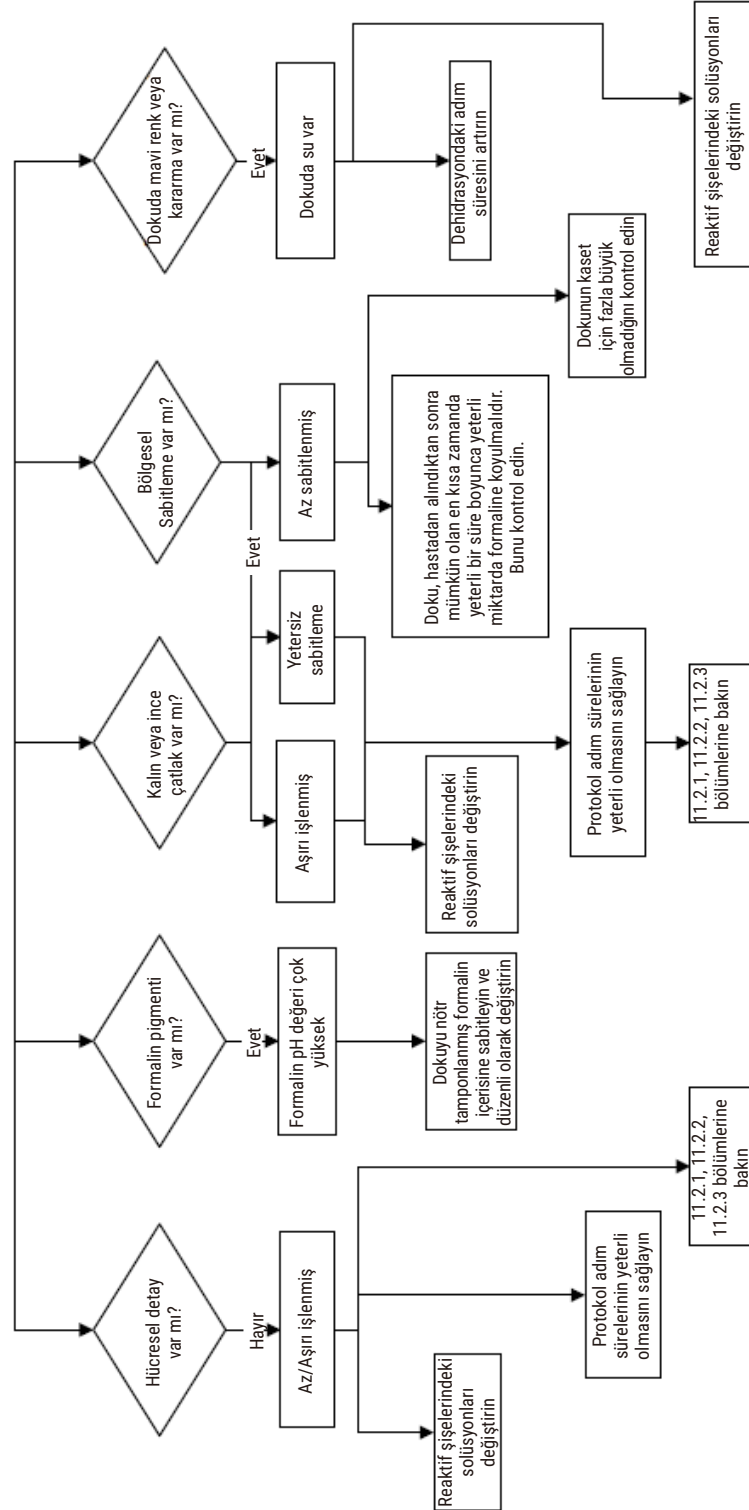 Hücresel detay
var mı?
Hayır
Az/Aşırı işlenmiş
Reaktif şişelerindeki
solüsyonları
değiştirin
Protokol adım
sürelerinin yeterli
olmasını sağlayın
11.2.1, 11.2.2,
11.2.3 bölümlerine
bakın
Formalin pigmenti
var mı?
Evet
Formalin pH değeri çok
yüksek
Dokuyu nötr
tamponlanmış formalin
içerisine sabitleyin ve
düzenli olarak değiştirin
Kalın veya ince
çatlak var mı?
Evet
Aşırı işlenmiş
Yetersiz
sabitleme
Reaktif şişelerindeki
solüsyonları değiştirin
Protokol adım sürelerinin
yeterli olmasını sağlayın
11.2.1, 11.2.2, 11.2.3
bölümlerine bakın
Bölgesel
Sabitleme var mı?
Az sabitlenmiş
Doku, hastadan alındıktan sonra
mümkün olan en kısa zamanda
yeterli bir süre boyunca yeterli
miktarda formaline koyulmalıdır.
Bunu kontrol edin.
Dokunun kaset
için fazla büyük
olmadığını kontrol edin
Dokuda mavi renk veya
kararma var mı?
Evet
Dokuda su var
Dehidrasyondaki adım
süresini artırın
Reaktif şişelerindeki solüsyonları
değiştirin